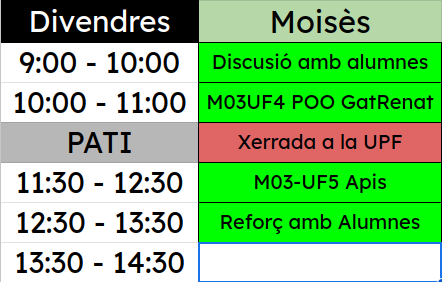 Divendres Moisès
9:00 - 10:00 Discusió amb alumnes
10:00 - 11:00 M03UF4 POO GatRenat
PATI Xerrada a la UPF
11:30 - 12:30 M03-UF5 Apis
12:30 - 13:30 Reforç amb Alumnes
13:30 - 14:30